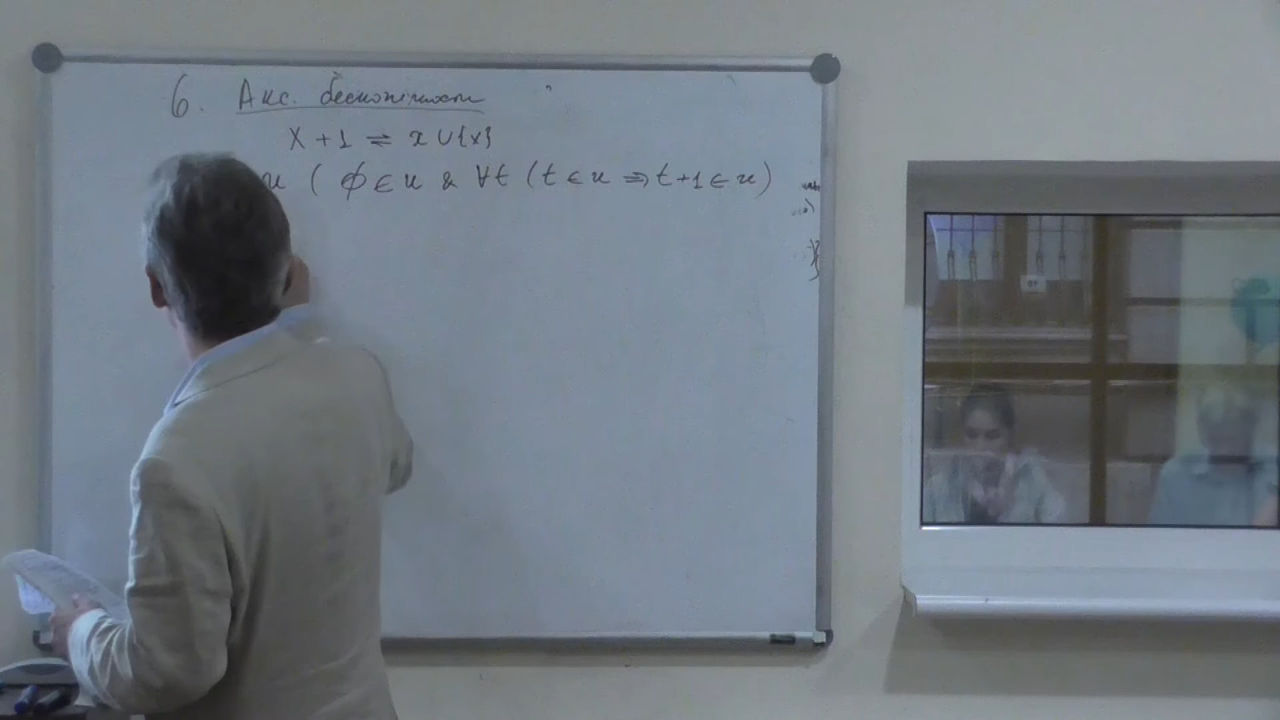 6. Акс. бесконечности
X + 1 ⇌ x ∪ {x}
u ( ∅ ∈ u & ∀t (t ∈ u ⇒ t + 1 ∈ u)